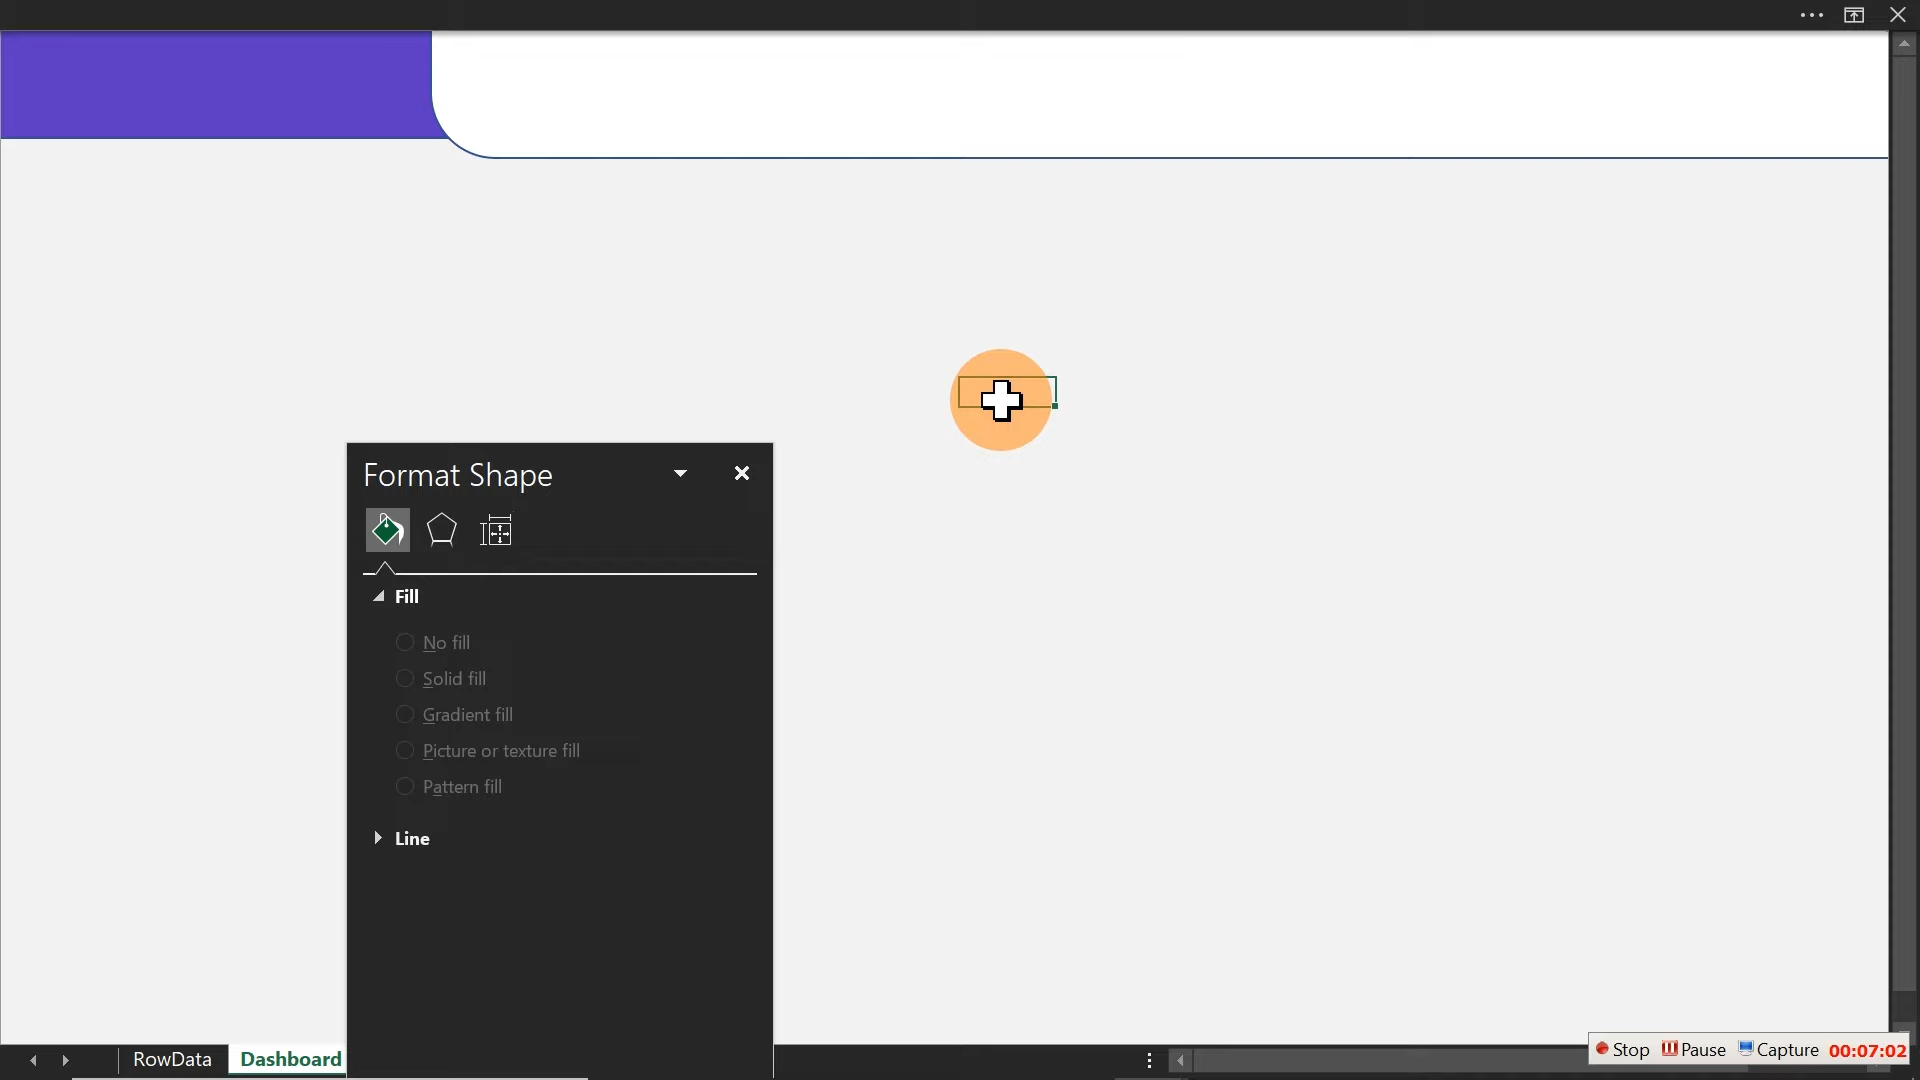 Format Shape
Fill
No fill
Solid fill
Gradient fill
Picture or texture fill
Pattern fill
Line
RowData Dashboard
Stop Pause Capture 00:07:02